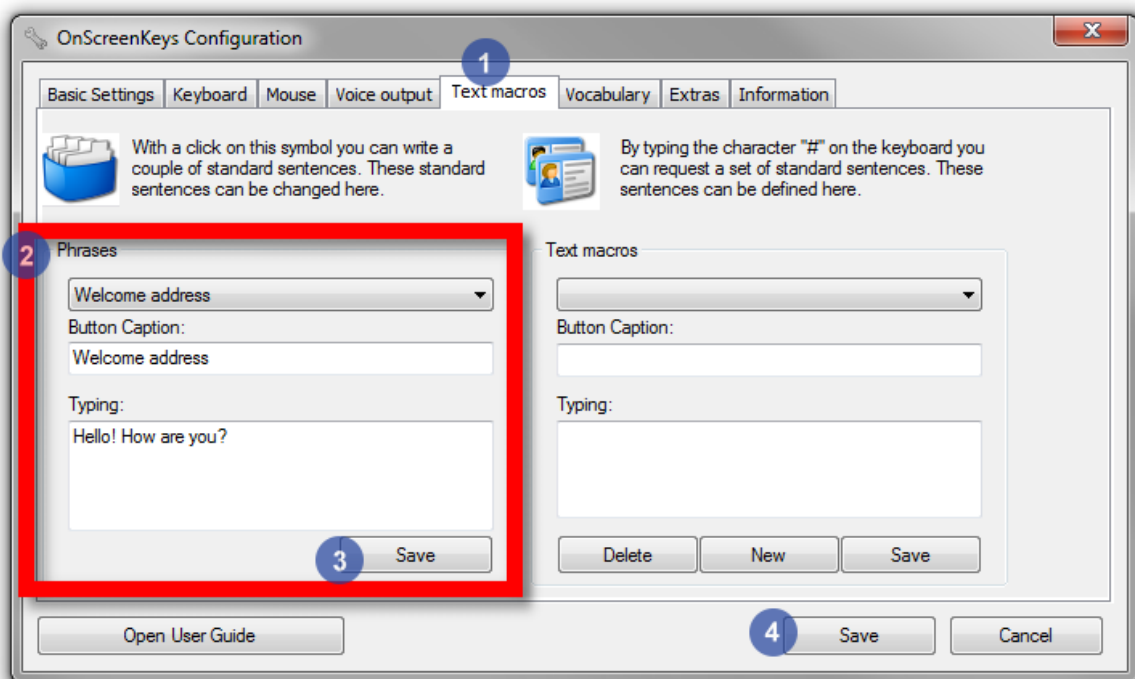 OnScreenKeys Configuration
1
Basic Settings Keyboard Mouse Voice output Text macros Vocabulary Extras Information
With a click on this symbol you can write a
couple of standard sentences. These standard
sentences can be changed here.
By typing the character "#" on the keyboard you
can request a set of standard sentences. These
sentences can be defined here.
2
Phrases
Welcome address
Button Caption:
Welcome address
Typing:
Hello! How are you?
3
Save
Text macros
Button Caption:
Typing:
Delete New Save
Open User Guide
4
Save Cancel